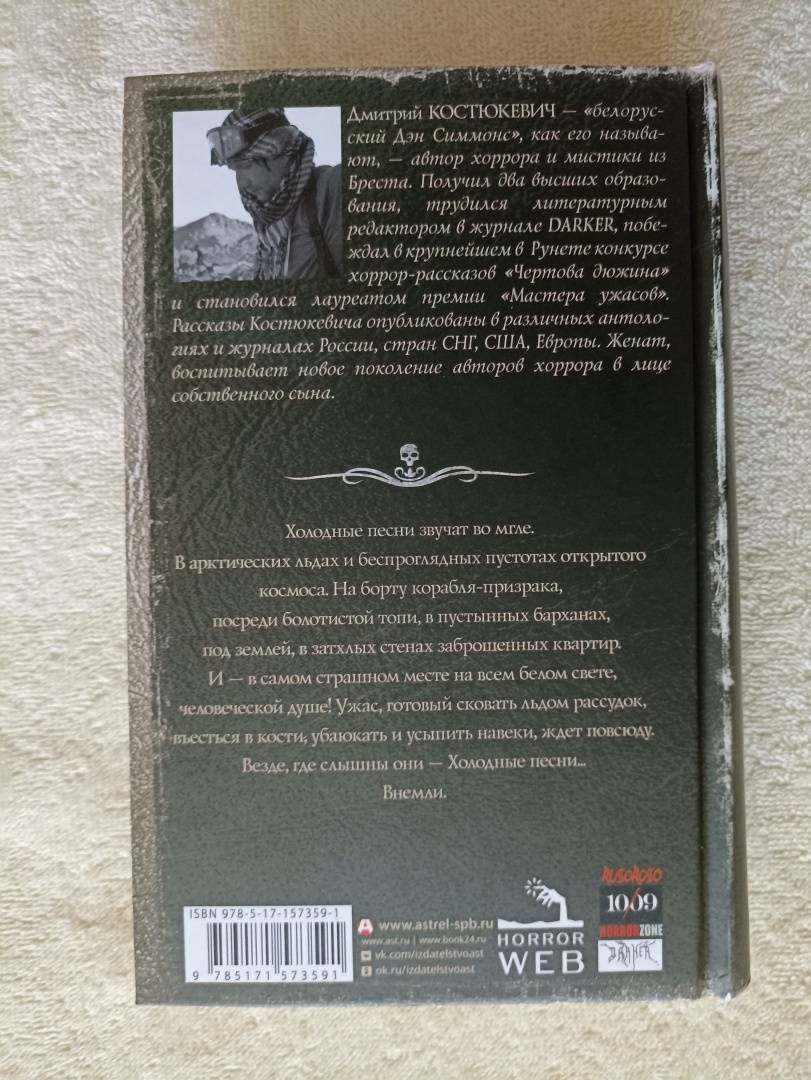 Дмитрий КОСТЮКЕВИЧ — «белорус-
ский Дэн Симмонс», как его называ-
ют, — автор хоррора и мистики из
Бреста. Получил два высших образо-
вания, трудился литературным
редактором в журнале DARKER, побе-
ждал в крупнейшем в Рунете конкурсе
хоррор-рассказов «Чертова дюжина»
и становился лауреатом премии «Мастера ужасов».
Рассказы Костюкевича опубликованы в различных антоло-
гиях и журналах России, стран СНГ, США, Европы. Женат,
воспитывает новое поколение авторов хоррора в лице
собственного сына.
Холодные песни звучат во мгле.
В арктических льдах и беспроглядных пустотах открытого
космоса. На борту корабля-призрака,
посреди болотистой топи, в пустынных барханах,
под землей, в затхлых стенах заброшенных квартир.
И — в самом страшном месте на всем белом свете,
человеческой душе! Ужас, готовый сковать льдом рассудок,
въесться в кости, убаюкать и усыпить навеки, ждет повсюду.
Везде, где слышны они — Холодные песни...
Внемли.
ISBN 978-5-17-157359-1
9 785171 573591
www.astrel-spb.ru
www.ast.ru | www.book24.ru
vk.com/izdatelstvoast
ok.ru/izdatelstvoast
HORROR
WEB
RUSOROSO
10/09
HORRORZONE
DARKER